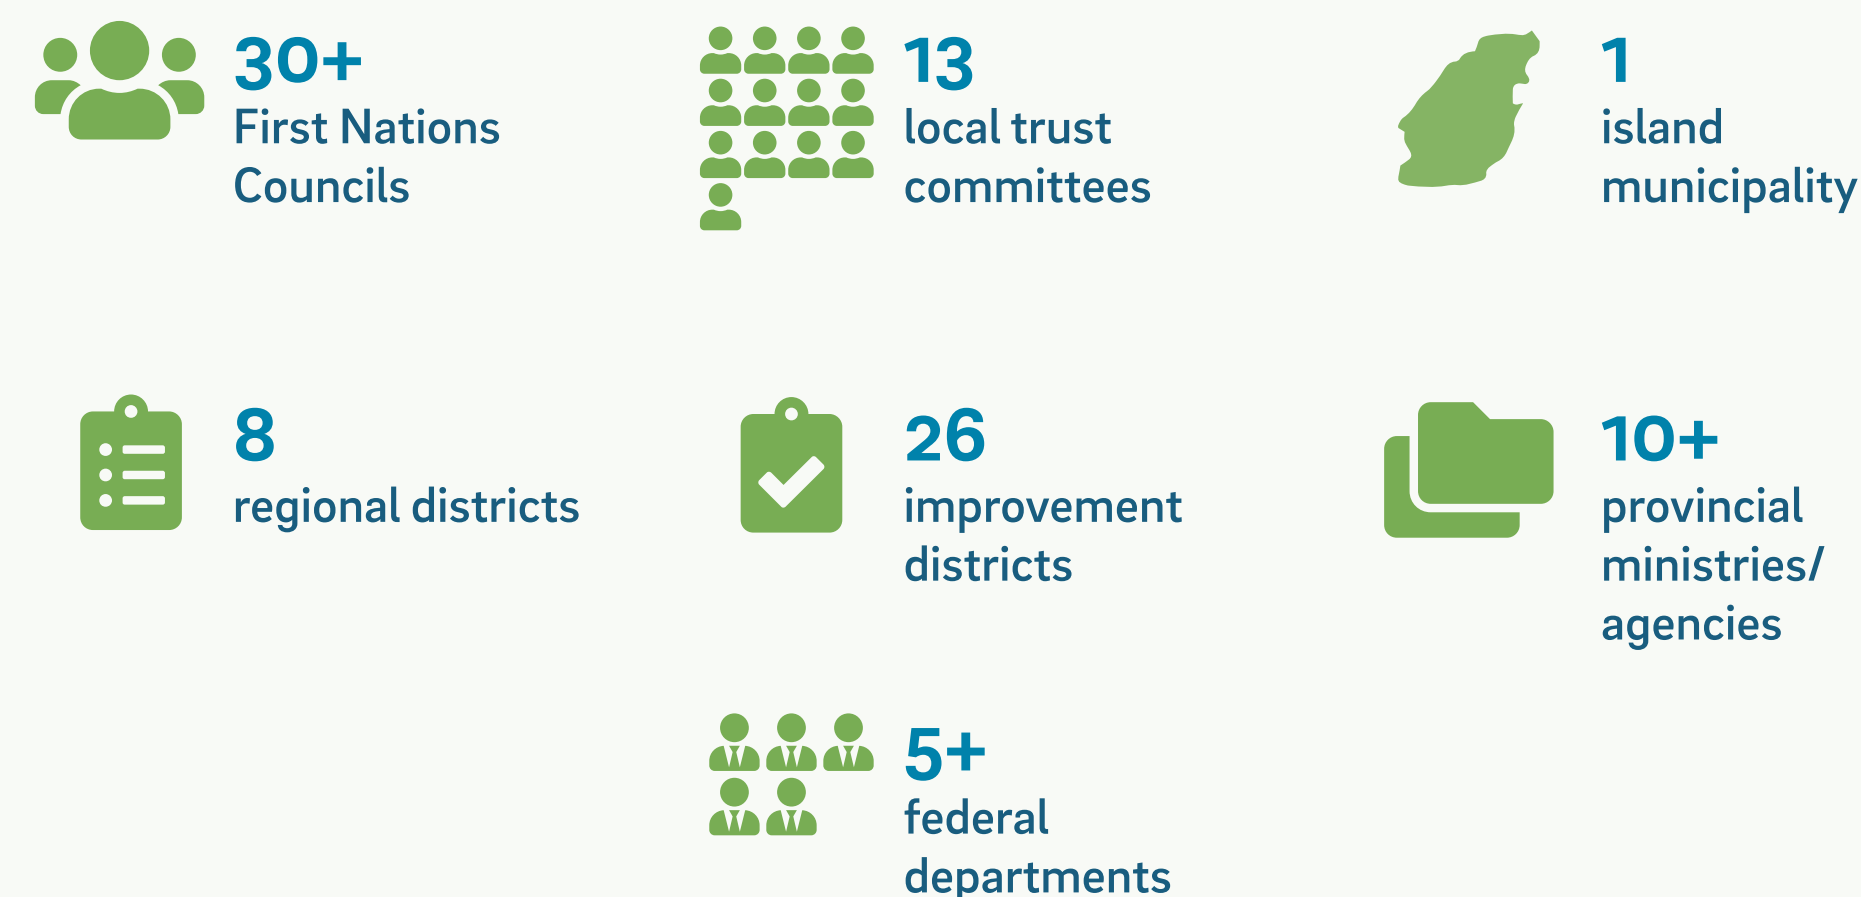 30+
First Nations
Councils
13
local trust
committees
1
island
municipality
8
regional districts
26
improvement
districts
10+
provincial
ministries/
agencies
5+
federal
departments